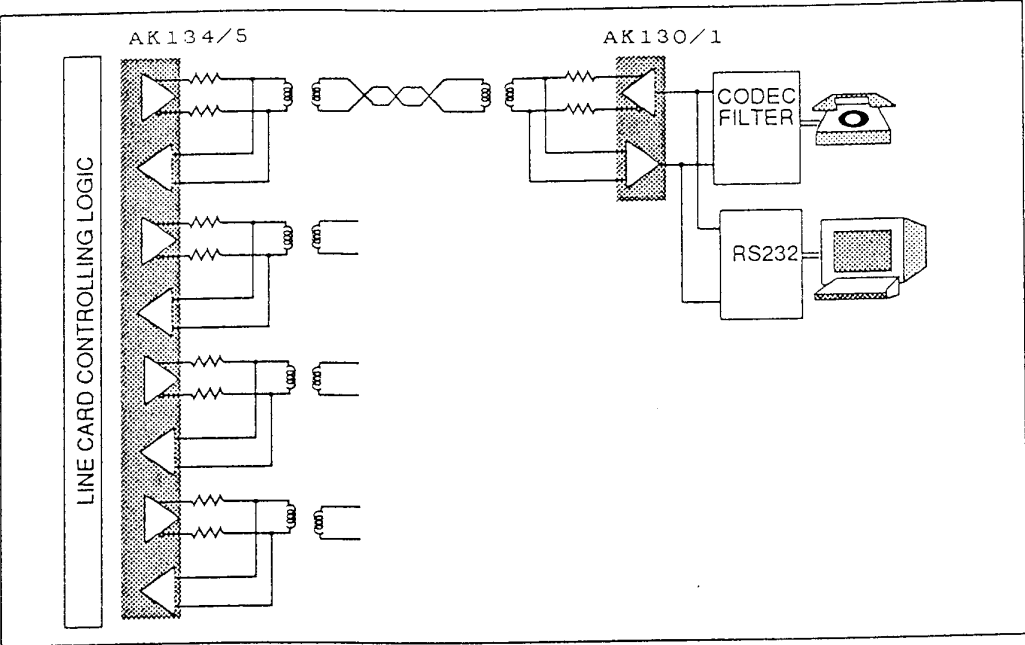 AK134/5
AK130/1
LINE CARD CONTROLLING LOGIC
CODEC
FILTER
RS232